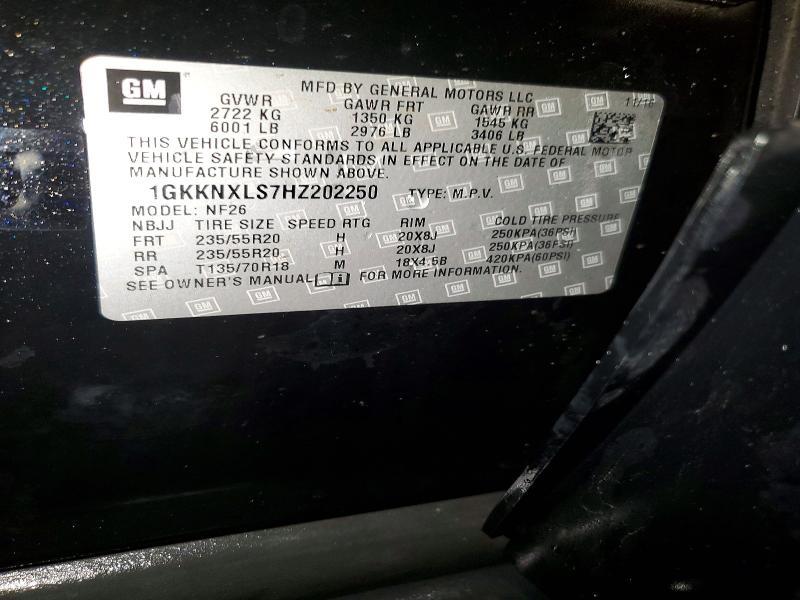 GM
MFD BY GENERAL MOTORS LLC
GVWR GAWR FRT GAWR RR 11/16
2722 KG 1350 KG 1545 KG
6001 LB 2976 LB 3406 LB
THIS VEHICLE CONFORMS TO ALL APPLICABLE U.S. FEDERAL MOTOR
VEHICLE SAFETY STANDARDS IN EFFECT ON THE DATE OF
MANUFACTURE SHOWN ABOVE.
1GKKNXLS7HZ202250 TYPE: M.P.V.
MODEL: NF26
NBJJ TIRE SIZE SPEED RTG RIM COLD TIRE PRESSURE
FRT 235/55R20 H 20X8J 250KPA(36PSI)
RR 235/55R20 H 20X8J 250KPA(36PSI)
SPA T135/70R18 M 18X4.5B 420KPA(60PSI)
SEE OWNER'S MANUAL i FOR MORE INFORMATION.